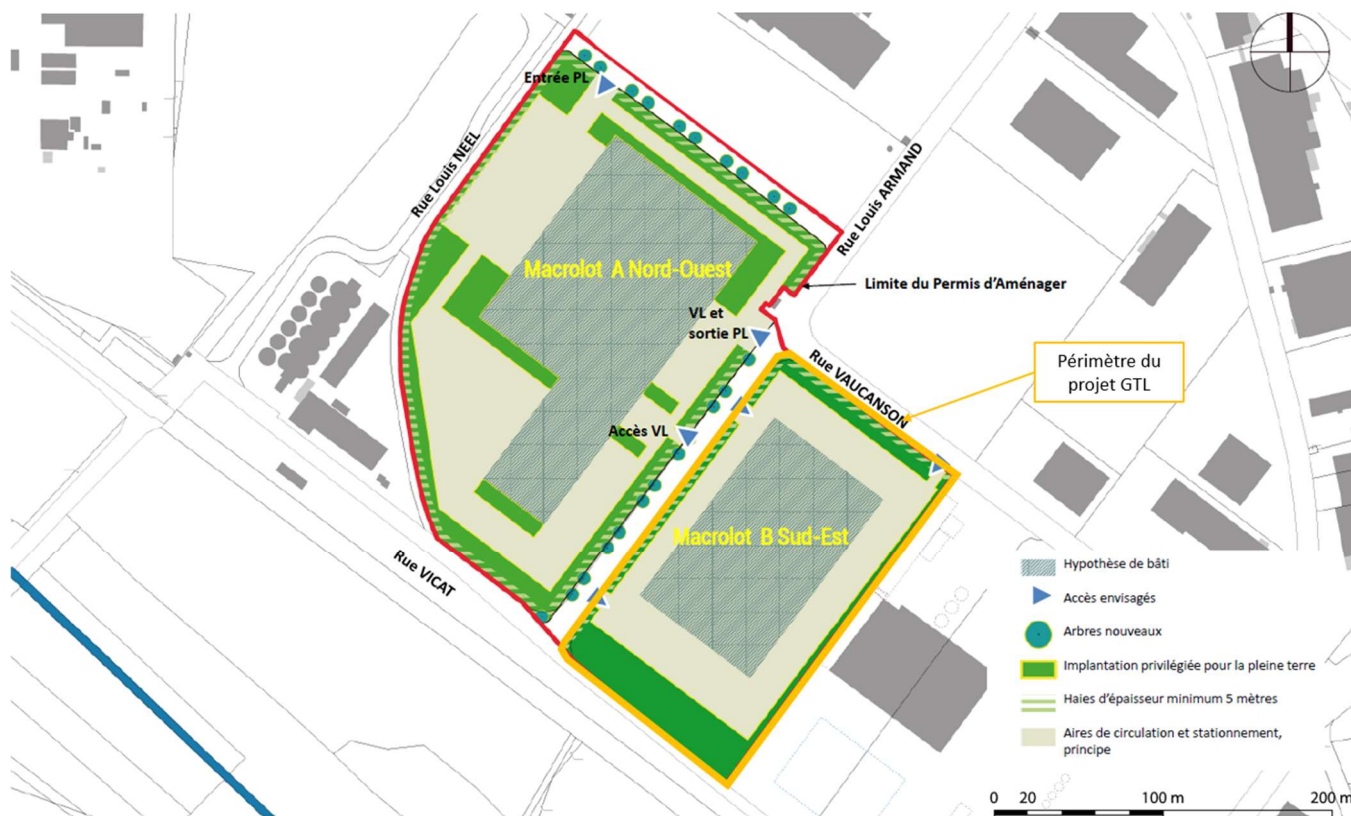 Entrée PL
Rue Louis NEEL
Rue Louis ARMAND
Macrolot A Nord-Ouest
Limite du Permis d'Aménager
VL et
sortie PL
Rue VAUCANSON
Périmètre du
projet GTL
Accès VL
Macrolot B Sud-Est
Rue VICAT
Hypothèse de bâti
Accès envisagés
Arbres nouveaux
Implantation privilégiée pour la pleine terre
Haies d'épaisseur minimum 5 mètres
Aires de circulation et stationnement,
principe
0 20 100 m 200 m